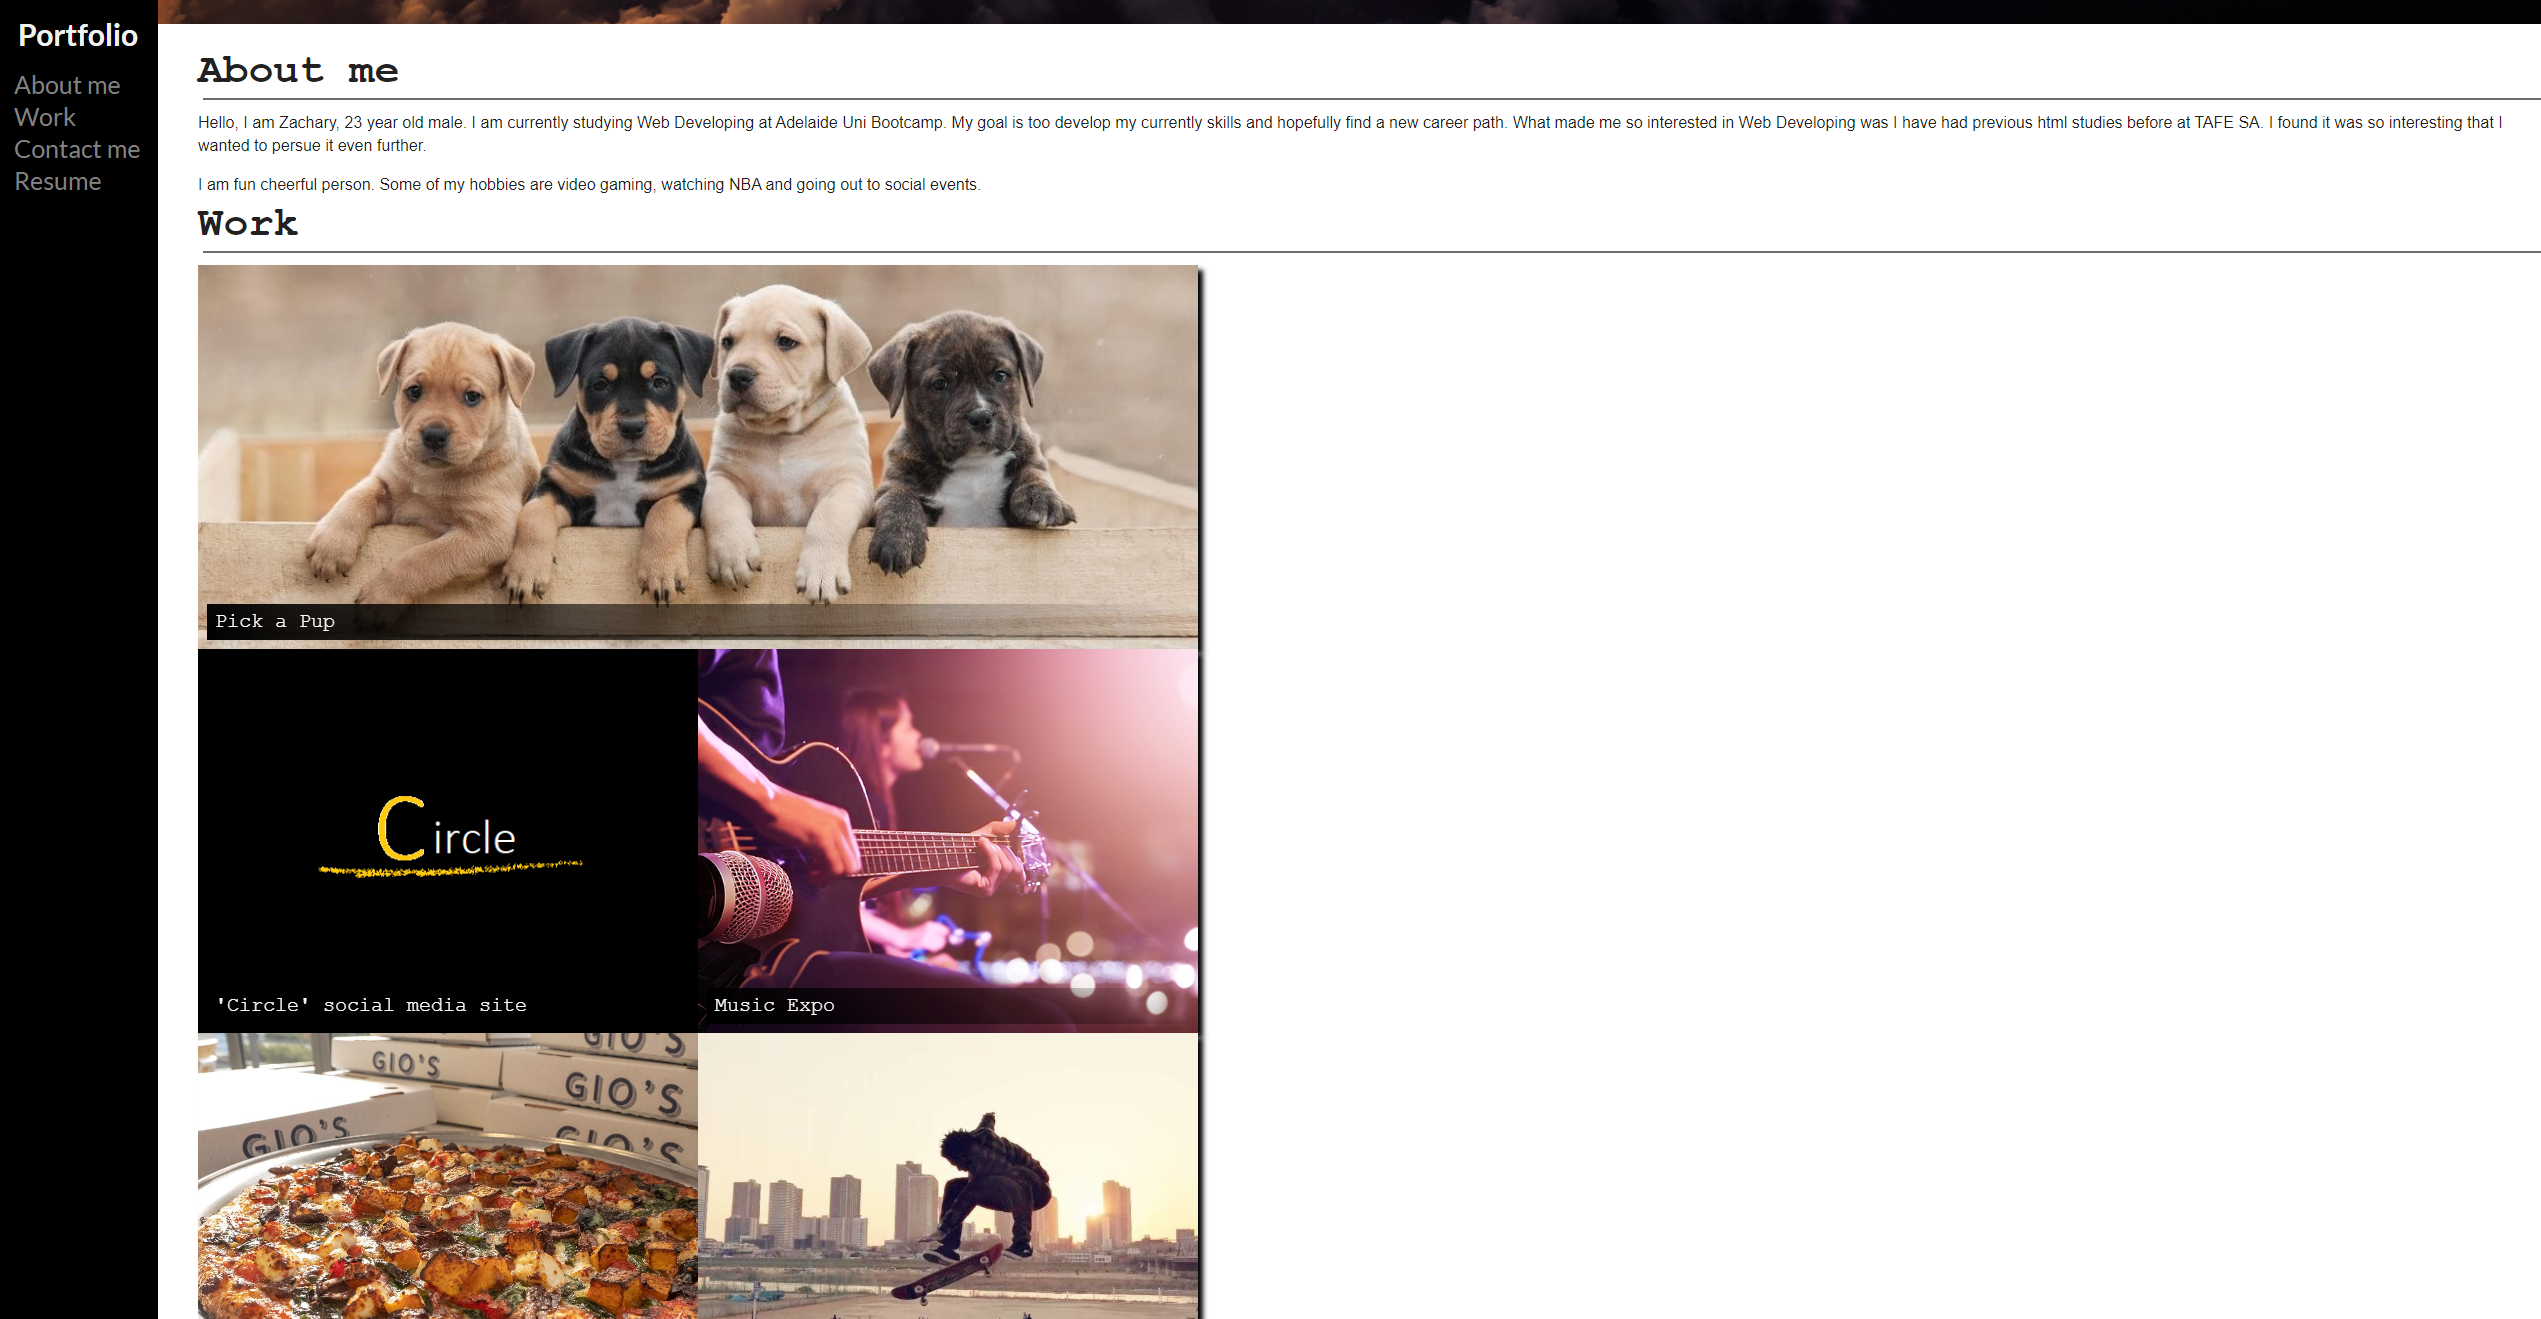 Portfolio
About me
Work
Contact me
Resume
About me
Hello, I am Zachary, 23 year old male. I am currently studying Web Developing at Adelaide Uni Bootcamp. My goal is too develop my currently skills and hopefully find a new career path. What made me so interested in Web Developing was I have had previous html studies before at TAFE SA. I found it was so interesting that I
wanted to persue it even further.
I am fun cheerful person. Some of my hobbies are video gaming, watching NBA and going out to social events.
Work
Pick a Pup
Circle
'Circle' social media site
Music Expo
GIO'S
GIO'S
GIO'S
GIO'S
GIO'S